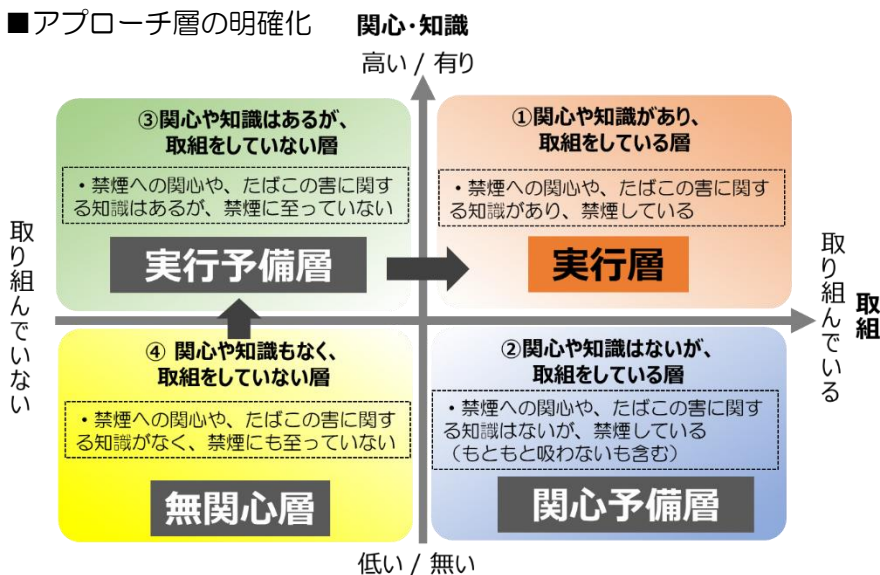 ■アプローチ層の明確化
関心・知識
高い / 有り
③関心や知識はあるが、
取組をしていない層
・禁煙への関心や、たばこの害に関す
る知識はあるが、禁煙に至っていない
実行予備層
①関心や知識があり、
取組をしている層
・禁煙への関心や、たばこの害に関す
る知識があり、禁煙している
実行層
取り組んでいない
取り組んでいる
取組
④ 関心や知識もなく、
取組をしていない層
・禁煙への関心や、たばこの害に関す
る知識がなく、禁煙にも至っていない
無関心層
②関心や知識はないが、
取組をしている層
・禁煙への関心や、たばこの害に関す
る知識はないが、禁煙している
（もともと吸わないも含む）
関心予備層
低い / 無い